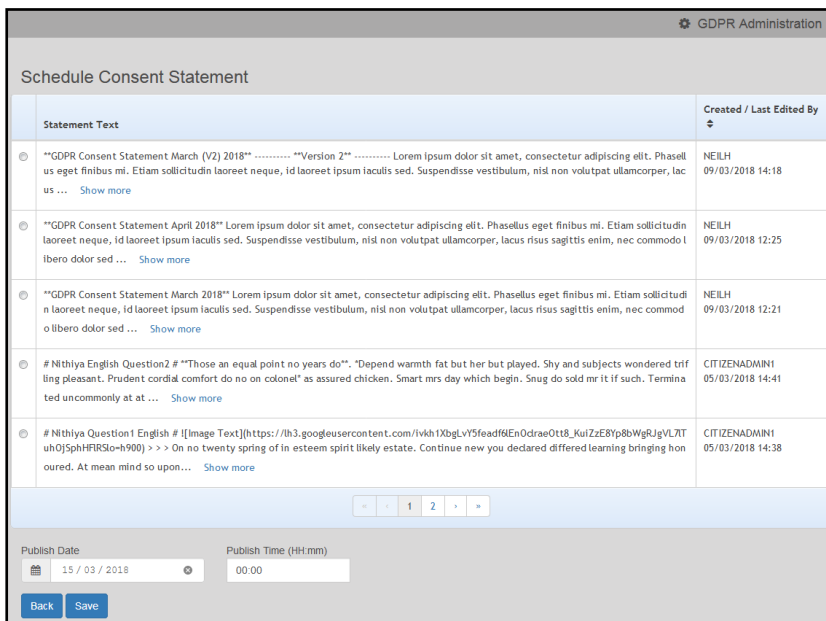 GDPR Administration
Schedule Consent Statement
Statement Text
Created / Last Edited By
**GDPR Consent Statement March (V2) 2018** ---------- **Version 2** ---------- Lorem ipsum dolor sit amet, consectetur adipiscing elit. Phasell
us eget finibus mi. Etiam sollicitudin laoreet neque, id laoreet ipsum iaculis sed. Suspendisse vestibulum, nisl non volutpat ullamcorper, lac
us ... Show more
NEILH
09/03/2018 14:18
**GDPR Consent Statement April 2018** Lorem ipsum dolor sit amet, consectetur adipiscing elit. Phasellus eget finibus mi. Etiam sollicitudin
laoreet neque, id laoreet ipsum iaculis sed. Suspendisse vestibulum, nisl non volutpat ullamcorper, lacus risus sagittis enim, nec commodo l
ibero dolor sed ... Show more
NEILH
09/03/2018 12:25
**GDPR Consent Statement March 2018** Lorem ipsum dolor sit amet, consectetur adipiscing elit. Phasellus eget finibus mi. Etiam sollicitudi
n laoreet neque, id laoreet ipsum iaculis sed. Suspendisse vestibulum, nisl non volutpat ullamcorper, lacus risus sagittis enim, nec commod
o libero dolor sed ... Show more
NEILH
09/03/2018 12:21
# Nithiya English Question2 # **Those an equal point no years do**. *Depend warmth fat but her but played. Shy and subjects wondered trif
ling pleasant. Prudent cordial comfort do no on colonel* as assured chicken. Smart mrs day which begin. Snug do sold mr it if such. Termina
ted uncommonly at at ... Show more
CITIZENADMIN1
05/03/2018 14:41
# Nithiya Question1 English # ![Image Text](https://lh3.googleusercontent.com/
> > > On no twenty spring of in esteem spirit likely estate. Continue new you declared differed learning bringing hon
oured. At mean mind so upon... Show more
CITIZENADMIN1
05/03/2018 14:38
« ‹ 1 2 › »
Publish Date
Publish Time (HH:mm)
15 / 03 / 2018
00:00
Back Save